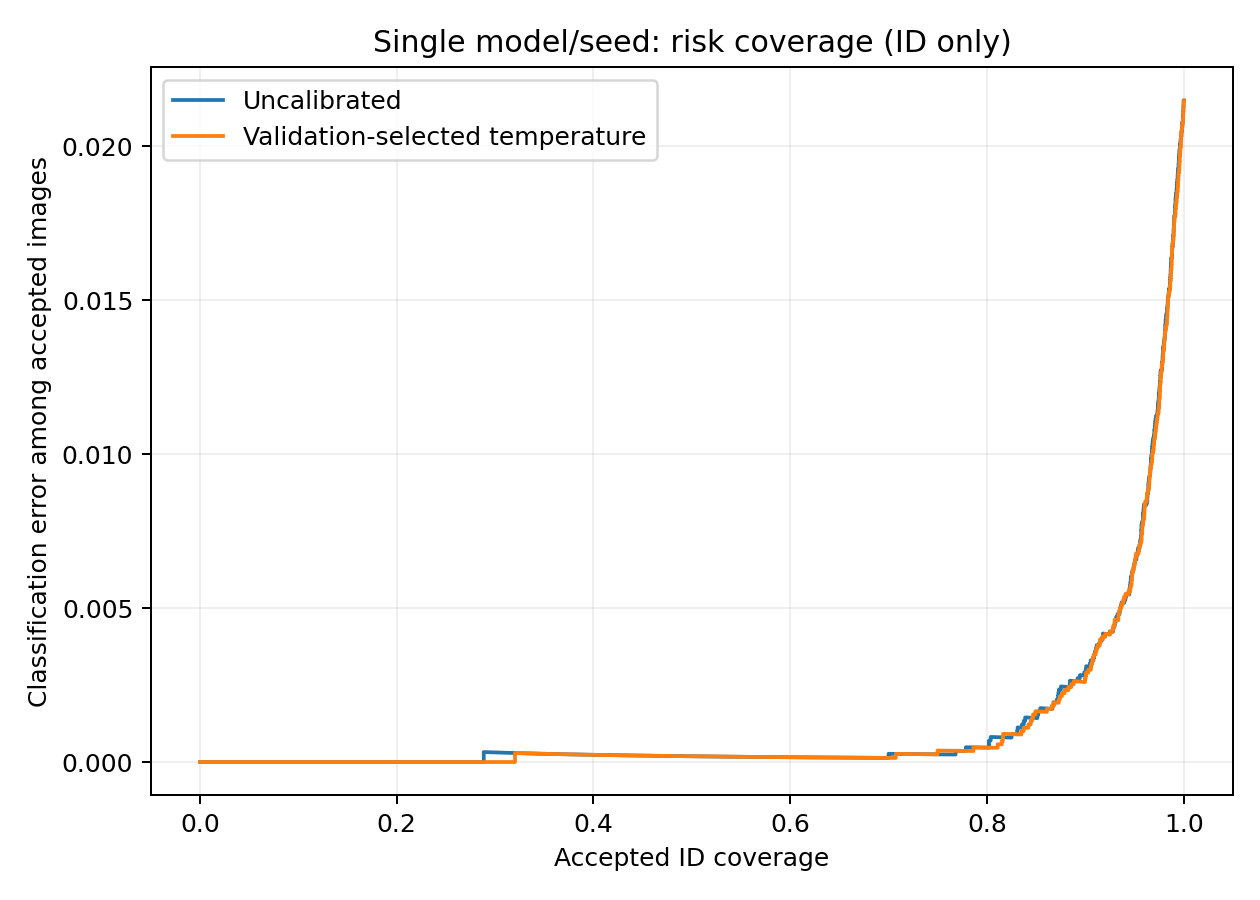 Single model/seed: risk coverage (ID only)
Uncalibrated
Validation-selected temperature
Classification error among accepted images
0.020
0.015
0.010
0.005
0.000
0.0 0.2 0.4 0.6 0.8 1.0
Accepted ID coverage